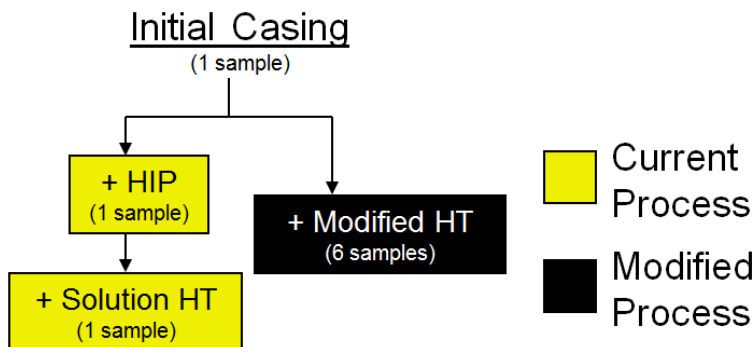 Initial Casing
(1 sample)
+ HIP
(1 sample)
+ Modified HT
(6 samples)
+ Solution HT
(1 sample)
Current
Process
Modified
Process